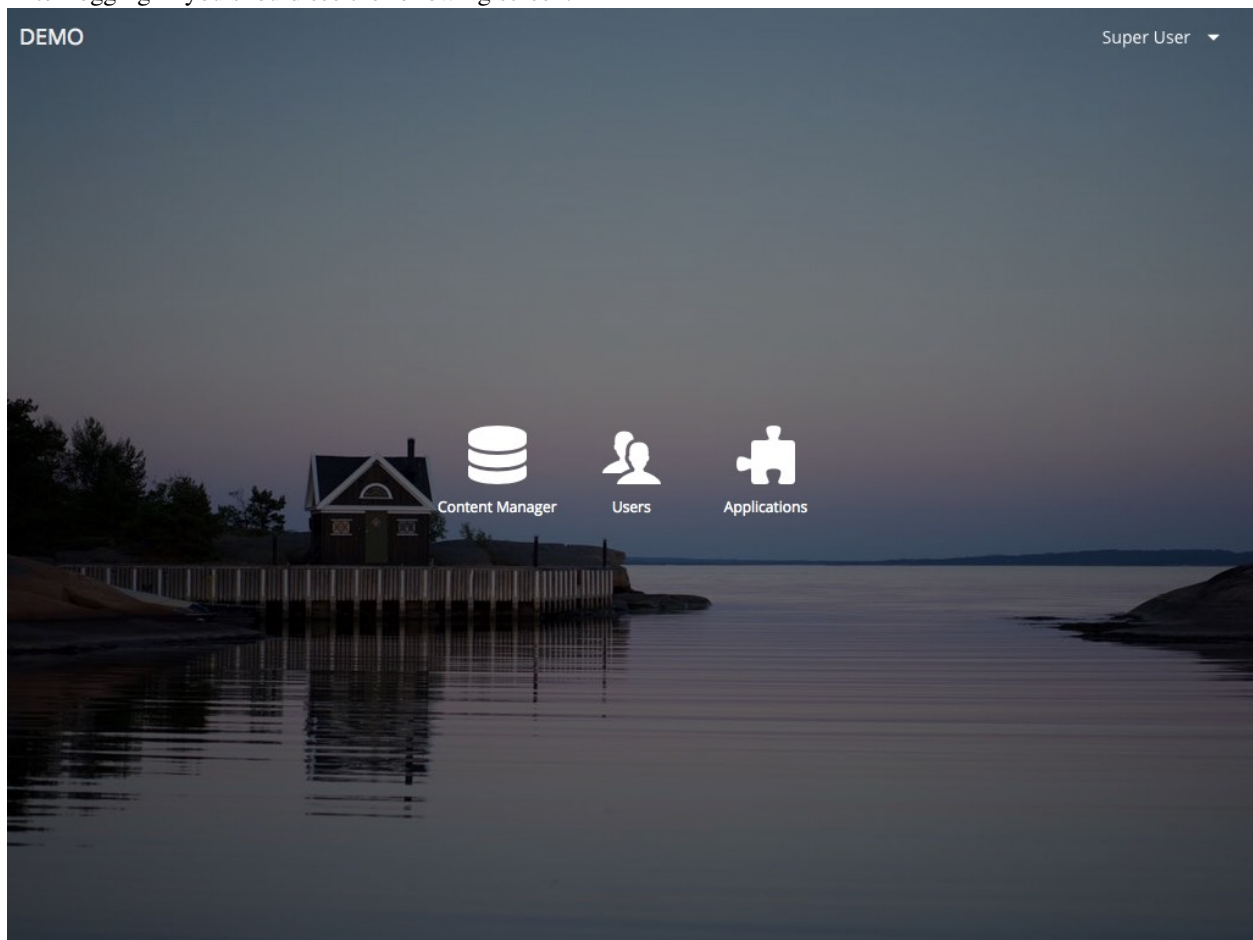 DEMO
Super User
Content Manager
Users
Applications